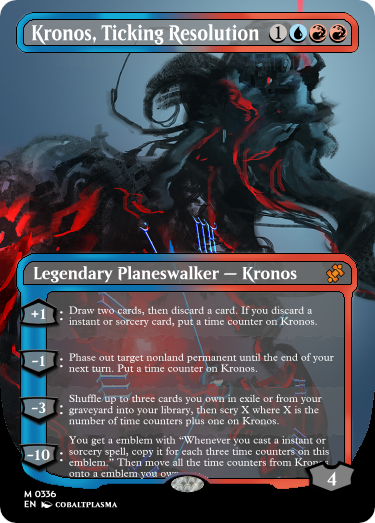 Kronos, Ticking Resolution 1
Legendary Planeswalker — Kronos
+1 : Draw two cards, then discard a card. If you discard a
instant or sorcery card, put a time counter on Kronos.
−1 : Phase out target nonland permanent until the end of your
next turn. Put a time counter on Kronos.
−3 : Shuffle up to three cards you own in exile or from your
graveyard into your library, then scry X where X is the
number of time counters plus one on Kronos.
−10 : You get a emblem with “Whenever you cast a instant or
sorcery spell, copy it for each three time counters on this
emblem.” Then move all the time counters from Kronos
onto a emblem you own.
4
M 0336
EN COBALTPLASMA